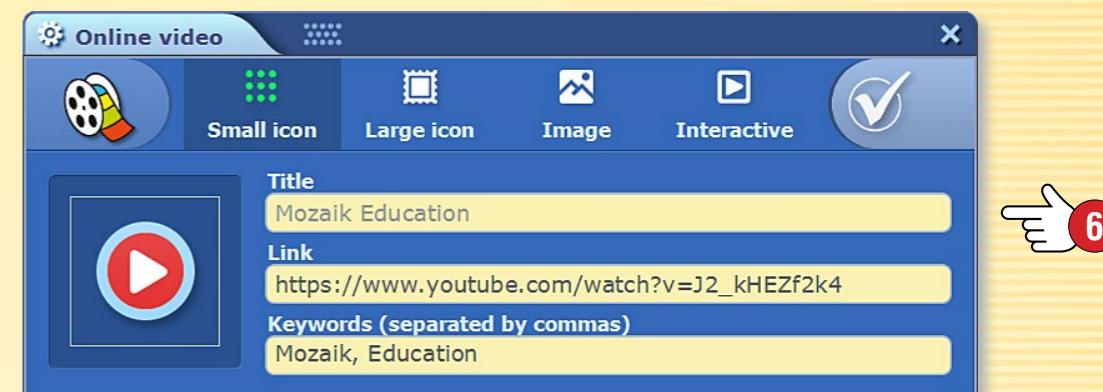 Online video
Small icon
Large icon
Image
Interactive
Title
Mozaik Education
Link
https://www.youtube.com/watch?v=J2_kHEZf2k4
Keywords (separated by commas)
Mozaik, Education
6